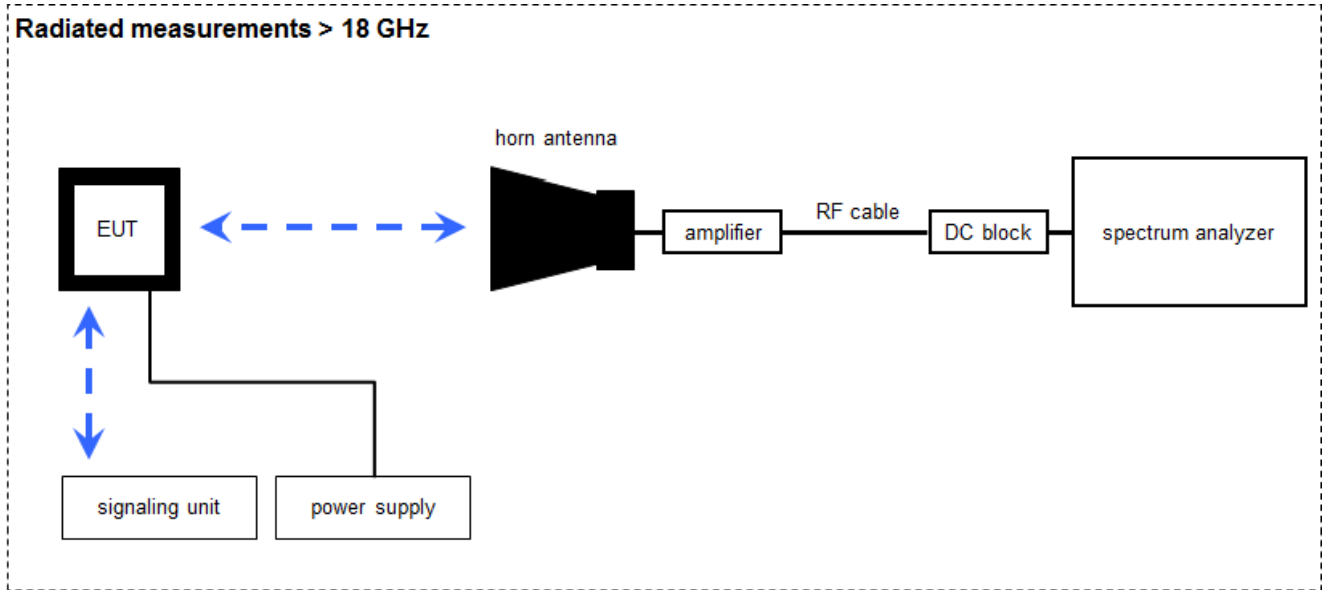 Radiated measurements > 18 GHz
horn antenna
EUT
amplifier
RF cable
DC block
spectrum analyzer
signaling unit
power supply